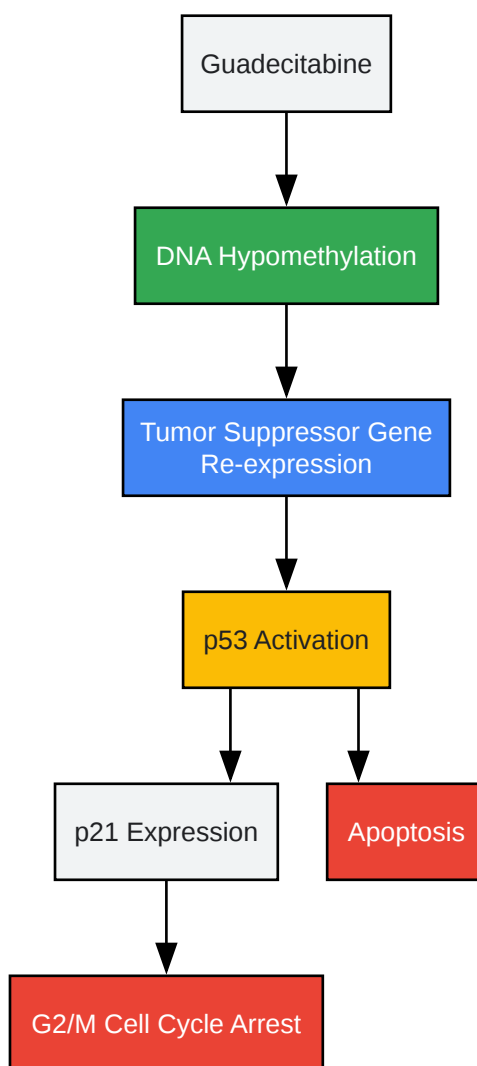 Guadecitabine
DNA Hypomethylation
Tumor Suppressor Gene
Re-expression
p53 Activation
p21 Expression
Apoptosis
G2/M Cell Cycle Arrest